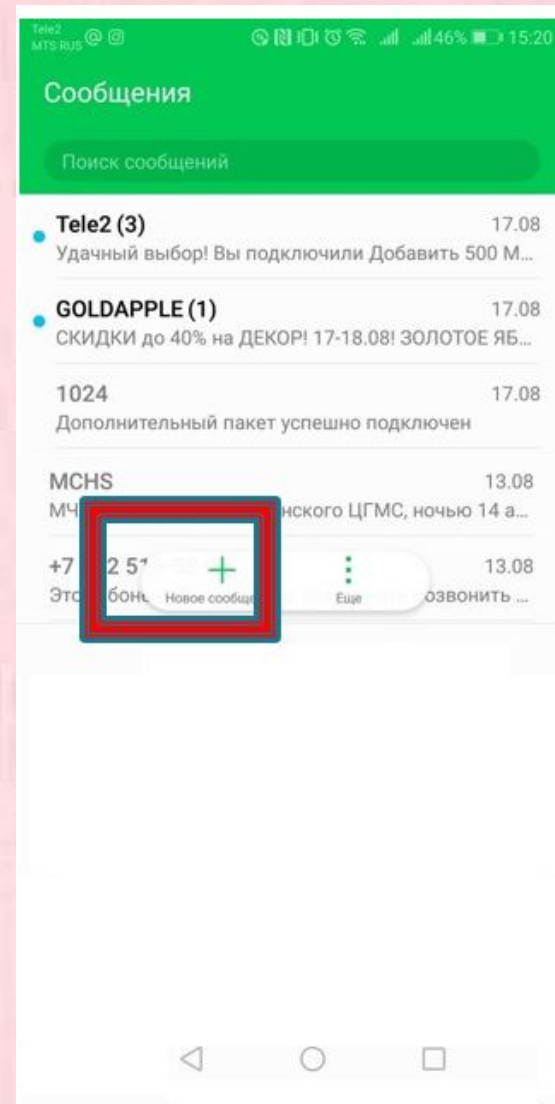 Tele2
MTS RUS
46% 15:20
Сообщения
Поиск сообщений
Tele2 (3) 17.08
Удачный выбор! Вы подключили Добавить 500 М...
GOLDAPPLE (1) 17.08
СКИДКИ до 40% на ДЕКОР! 17-18.08! ЗОЛОТОЕ ЯБ...
1024 17.08
Дополнительный пакет успешно подключен
MCHS 13.08
нского ЦГМС, ночью 14 а...
+7 13.08
Новое сообще Еще